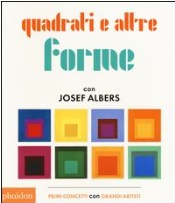 quadrati e altre
forme
con
JOSEF ALBERS
phaidon
PRIMI CONCETTI con GRANDI ARTISTI